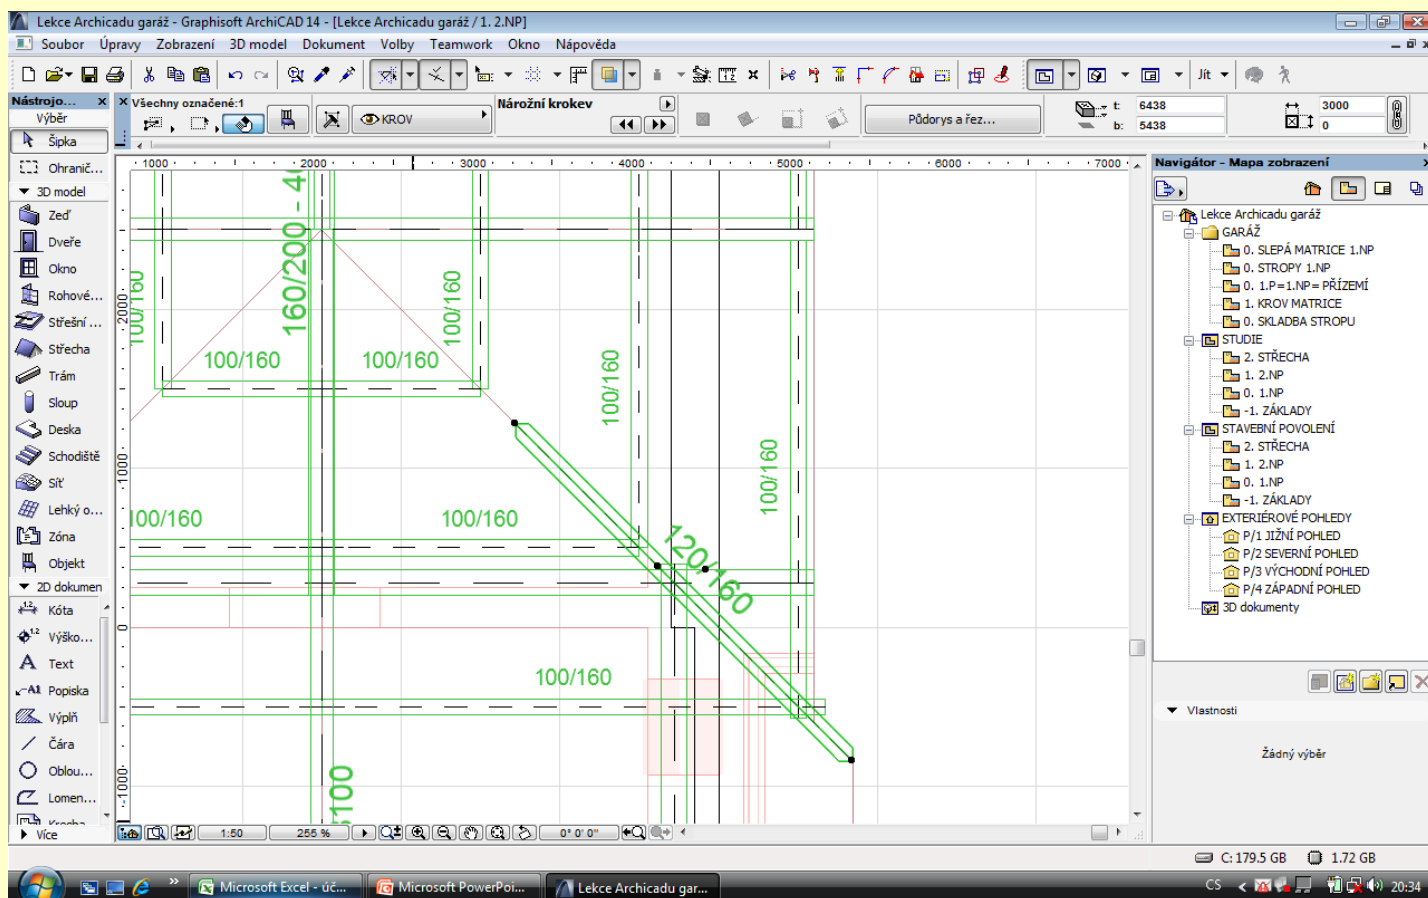 Lekce Archicadu garáž - Graphisoft ArchiCAD 14 - [Lekce Archicadu garáž / 1. 2.NP]
Soubor Úpravy Zobrazení 3D model Dokument Volby Teamwork Okno Nápověda
Jít
Nástrojo...
Výběr
Šipka
Ohranič...
3D model
Zeď
Dveře
Okno
Rohové...
Střešní ...
Střecha
Trám
Sloup
Deska
Schodiště
Síť
Lehký o...
Zóna
Objekt
2D dokumen
Kóta
Výško...
Text
A1 Popiska
Výplň
Čára
Oblou...
Lomen...
Více
Všechny označené:1
KROV
Nárožní krokev
Půdorys a řez...
t: 6438
b: 5438
3000
0
1000 2000 3000 4000 5000 6000 7000
2000
1000
0
-1000
160/200 - 40
100/160
100/160
100/160
100/160
100/160
100/160
100/160
100/160
120/160
100/160
100
1:50
255 %
0° 0' 0"
Navigátor - Mapa zobrazení
Lekce Archicadu garáž
GARÁŽ
0. SLEPÁ MATRICE 1.NP
0. STROPY 1.NP
0. 1.P=1.NP= PŘÍZEMÍ
1. KROV MATRICE
0. SKLADBA STROPU
STUDIE
2. STŘECHA
1. 2.NP
0. 1.NP
-1. ZÁKLADY
STAVEBNÍ POVOLENÍ
2. STŘECHA
1. 2.NP
0. 1.NP
-1. ZÁKLADY
EXTERIÉROVÉ POHLEDY
P/1 JIŽNÍ POHLED
P/2 SEVERNÍ POHLED
P/3 VÝCHODNÍ POHLED
P/4 ZÁPADNÍ POHLED
3D dokumenty
Vlastnosti
Žádný výběr
C: 179.5 GB
1.72 GB
Microsoft Excel - úč...
Microsoft PowerPoi...
Lekce Archicadu gar...
CS
20:34